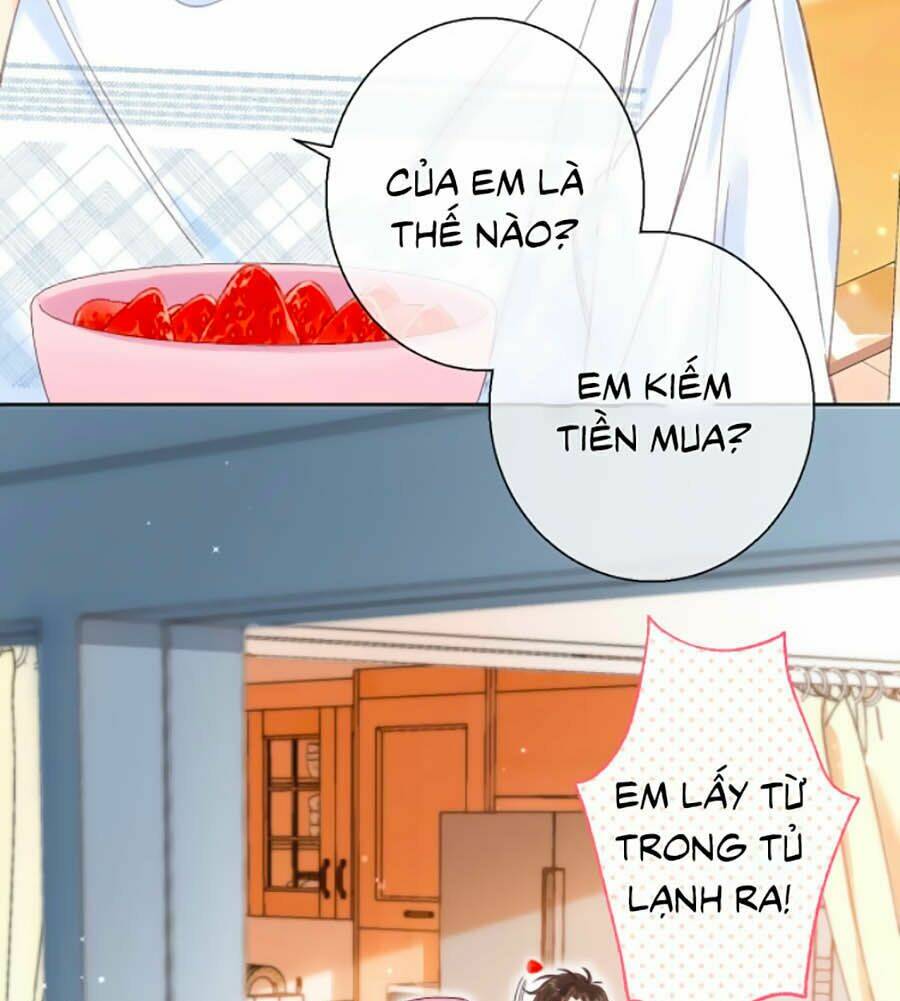 CỦA EM LÀ
THẾ NÀO?
EM KIẾM
TIỀN MUA?
EM LẤY TỪ
TRONG TỦ
LẠNH RA!